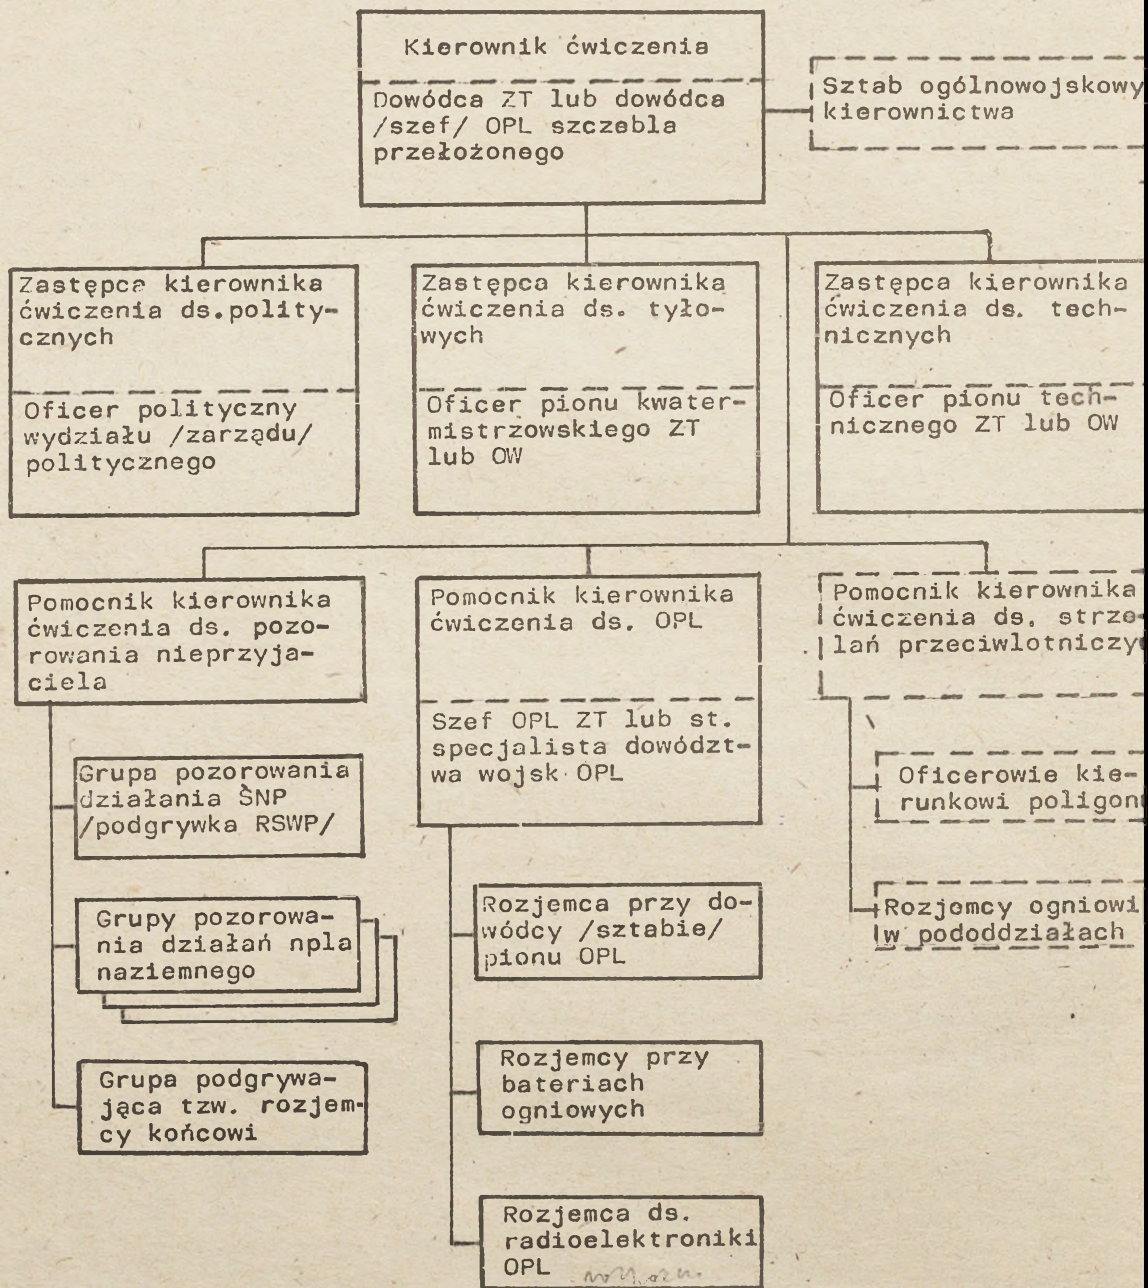 Kierownik ćwiczenia
Dowódca ZT lub dowódca
/szef/ OPL szczebla
przełożonego
Sztab ogólnowojskowy
kierownictwa
Zastępca kierownika
ćwiczenia ds.polity-
cznych
Oficer polityczny
wydziału /zarządu/
politycznego
Zastępca kierownika
ćwiczenia ds. tyło-
wych
Oficer pionu kwater-
mistrzowskiego ZT
lub OW
Zastępca kierownika
ćwiczenia ds. tech-
nicznych
Oficer pionu tech-
nicznego ZT lub OW
Pomocnik kierownika
ćwiczenia ds. pozo-
rowania nieprzyja-
ciela
Grupa pozorowania
działania ŚNP
/podgrywka RSWP/
Grupy pozorowa-
nia działań npla
naziemnego
Grupa podgrywa-
jąca tzw. rozjem-
cy końcowi
Pomocnik kierownika
ćwiczenia ds. OPL
Szef OPL ZT lub st.
specjalista dowództ-
wa wojsk OPL
Rozjemca przy do-
wódcy /sztabie/
pionu OPL
Rozjemcy przy
bateriach
ogniowych
Rozjemca ds.
radioelektroniki
OPL
Pomocnik kierownika
ćwiczenia ds. strze-
lań przeciwlotniczy
Oficerowie kie-
runkowi poligonu
Rozjemcy ogniowi
w pododdziałach